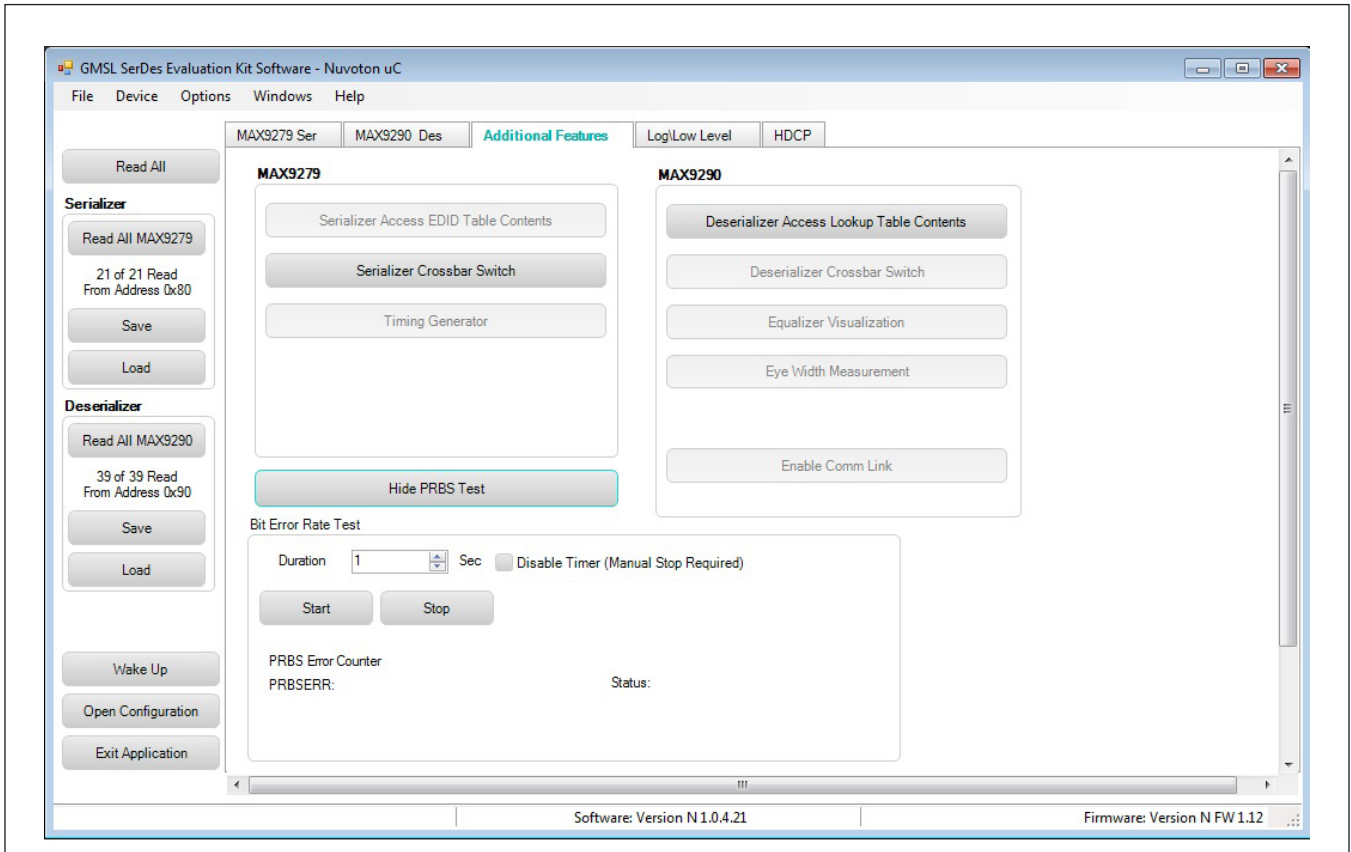 GMSL SerDes Evaluation Kit Software - Nuvoton uC
File Device Options Windows Help
MAX9279 Ser MAX9290 Des Additional Features Log\Low Level HDCP
Read All
Serializer
Read All MAX9279
21 of 21 Read
From Address 0x80
Save
Load
Deserializer
Read All MAX9290
39 of 39 Read
From Address 0x90
Save
Load
Wake Up
Open Configuration
Exit Application
MAX9279
Serializer Access EDID Table Contents
Serializer Crossbar Switch
Timing Generator
Hide PRBS Test
MAX9290
Deserializer Access Lookup Table Contents
Deserializer Crossbar Switch
Equalizer Visualization
Eye Width Measurement
Enable Comm Link
Bit Error Rate Test
Duration 1 Sec Disable Timer (Manual Stop Required)
Start Stop
PRBS Error Counter
PRBSERR: Status:
Software: Version N 1.0.4.21 Firmware: Version N FW 1.12